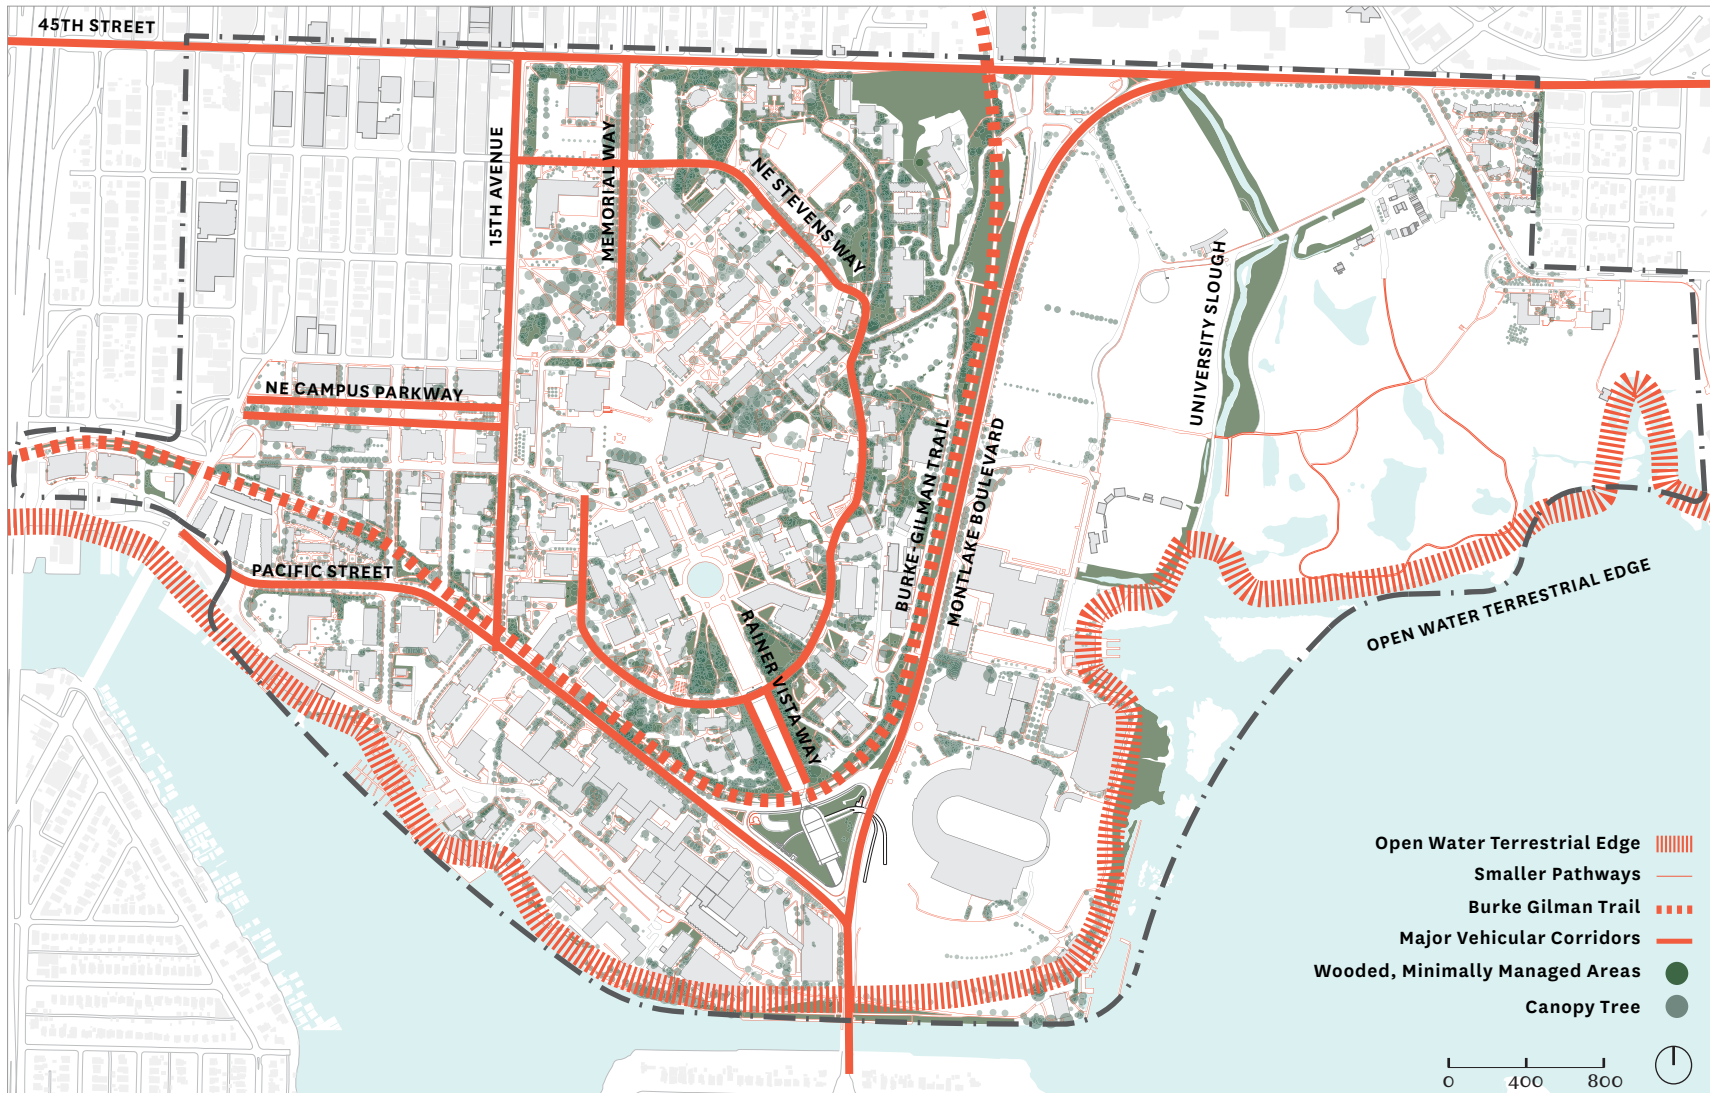 45TH STREET
15TH AVENUE
MEMORIAL WAY
NE STEVENS WAY
UNIVERSITY SLOUGH
NE CAMPUS PARKWAY
BURKE-GILMAN TRAIL
MONTLAKE BOULEVARD
PACIFIC STREET
RAINER VISTA WAY
OPEN WATER TERRESTRIAL EDGE
Open Water Terrestrial Edge
Smaller Pathways
Burke Gilman Trail
Major Vehicular Corridors
Wooded, Minimally Managed Areas
Canopy Tree
0 400 800